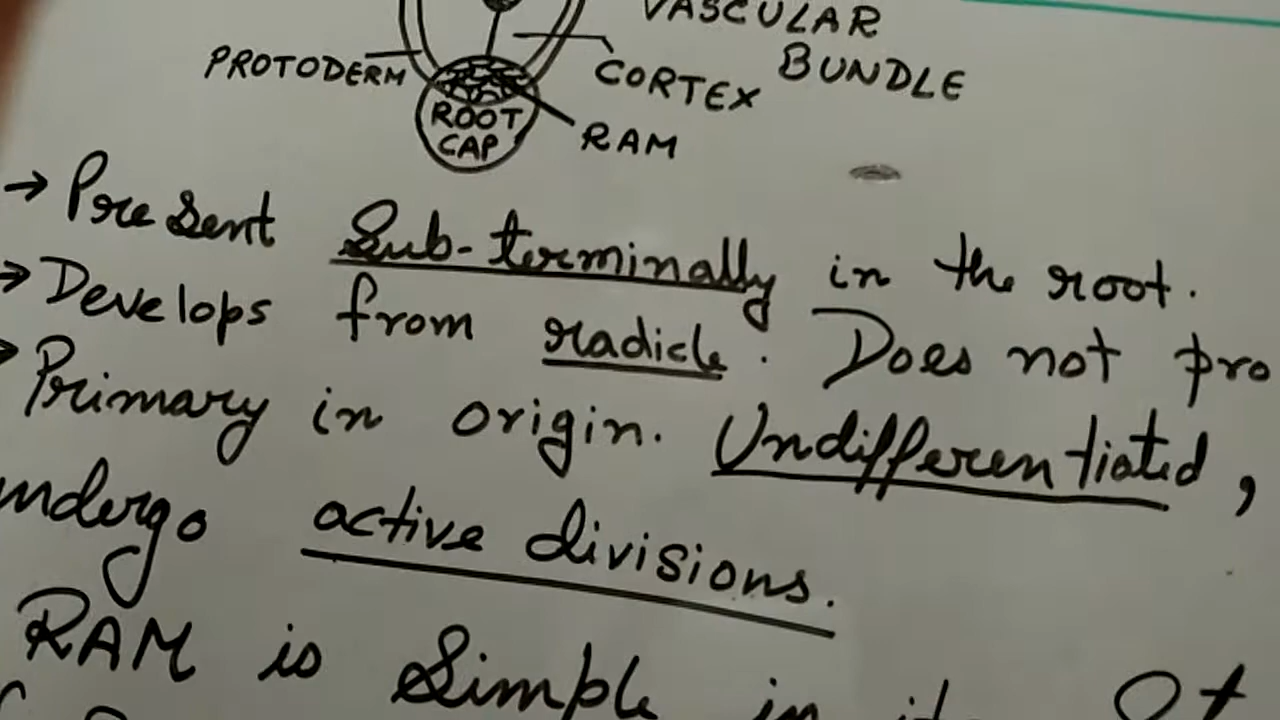 VASCULAR
BUNDLE
PROTODERM
CORTEX
ROOT
CAP
RAM
→ Present Sub-terminally in the root.
→ Develops from radicle. Does not pro
→ Primary in origin. Undifferentiated,
undergo active divisions.
RAM is Simple in its